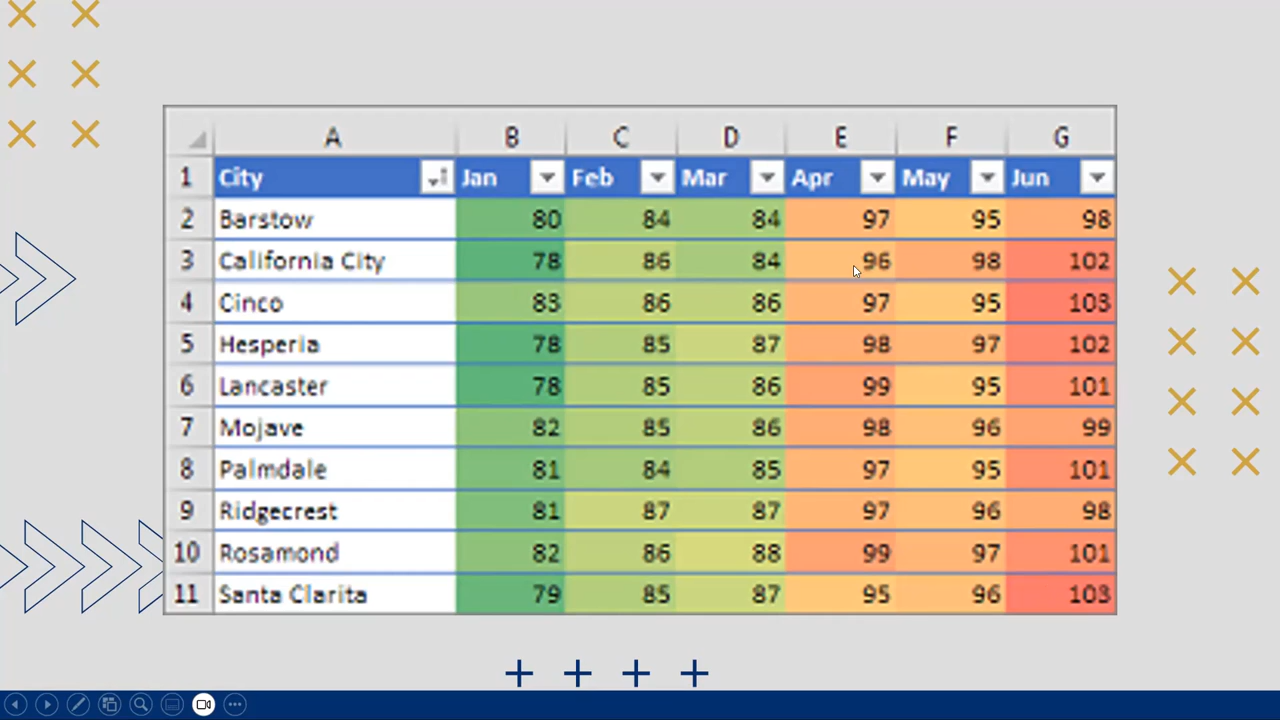 A B C D E F G
1 City Jan Feb Mar Apr May Jun
2 Barstow 80 84 84 97 95 98
3 California City 78 86 84 96 98 102
4 Cinco 83 86 86 97 95 103
5 Hesperia 78 85 87 98 97 102
6 Lancaster 78 85 86 99 95 101
7 Mojave 82 85 86 98 96 99
8 Palmdale 81 84 85 97 95 101
9 Ridgecrest 81 87 87 97 96 98
10 Rosamond 82 86 88 99 97 101
11 Santa Clarita 79 85 87 95 96 103